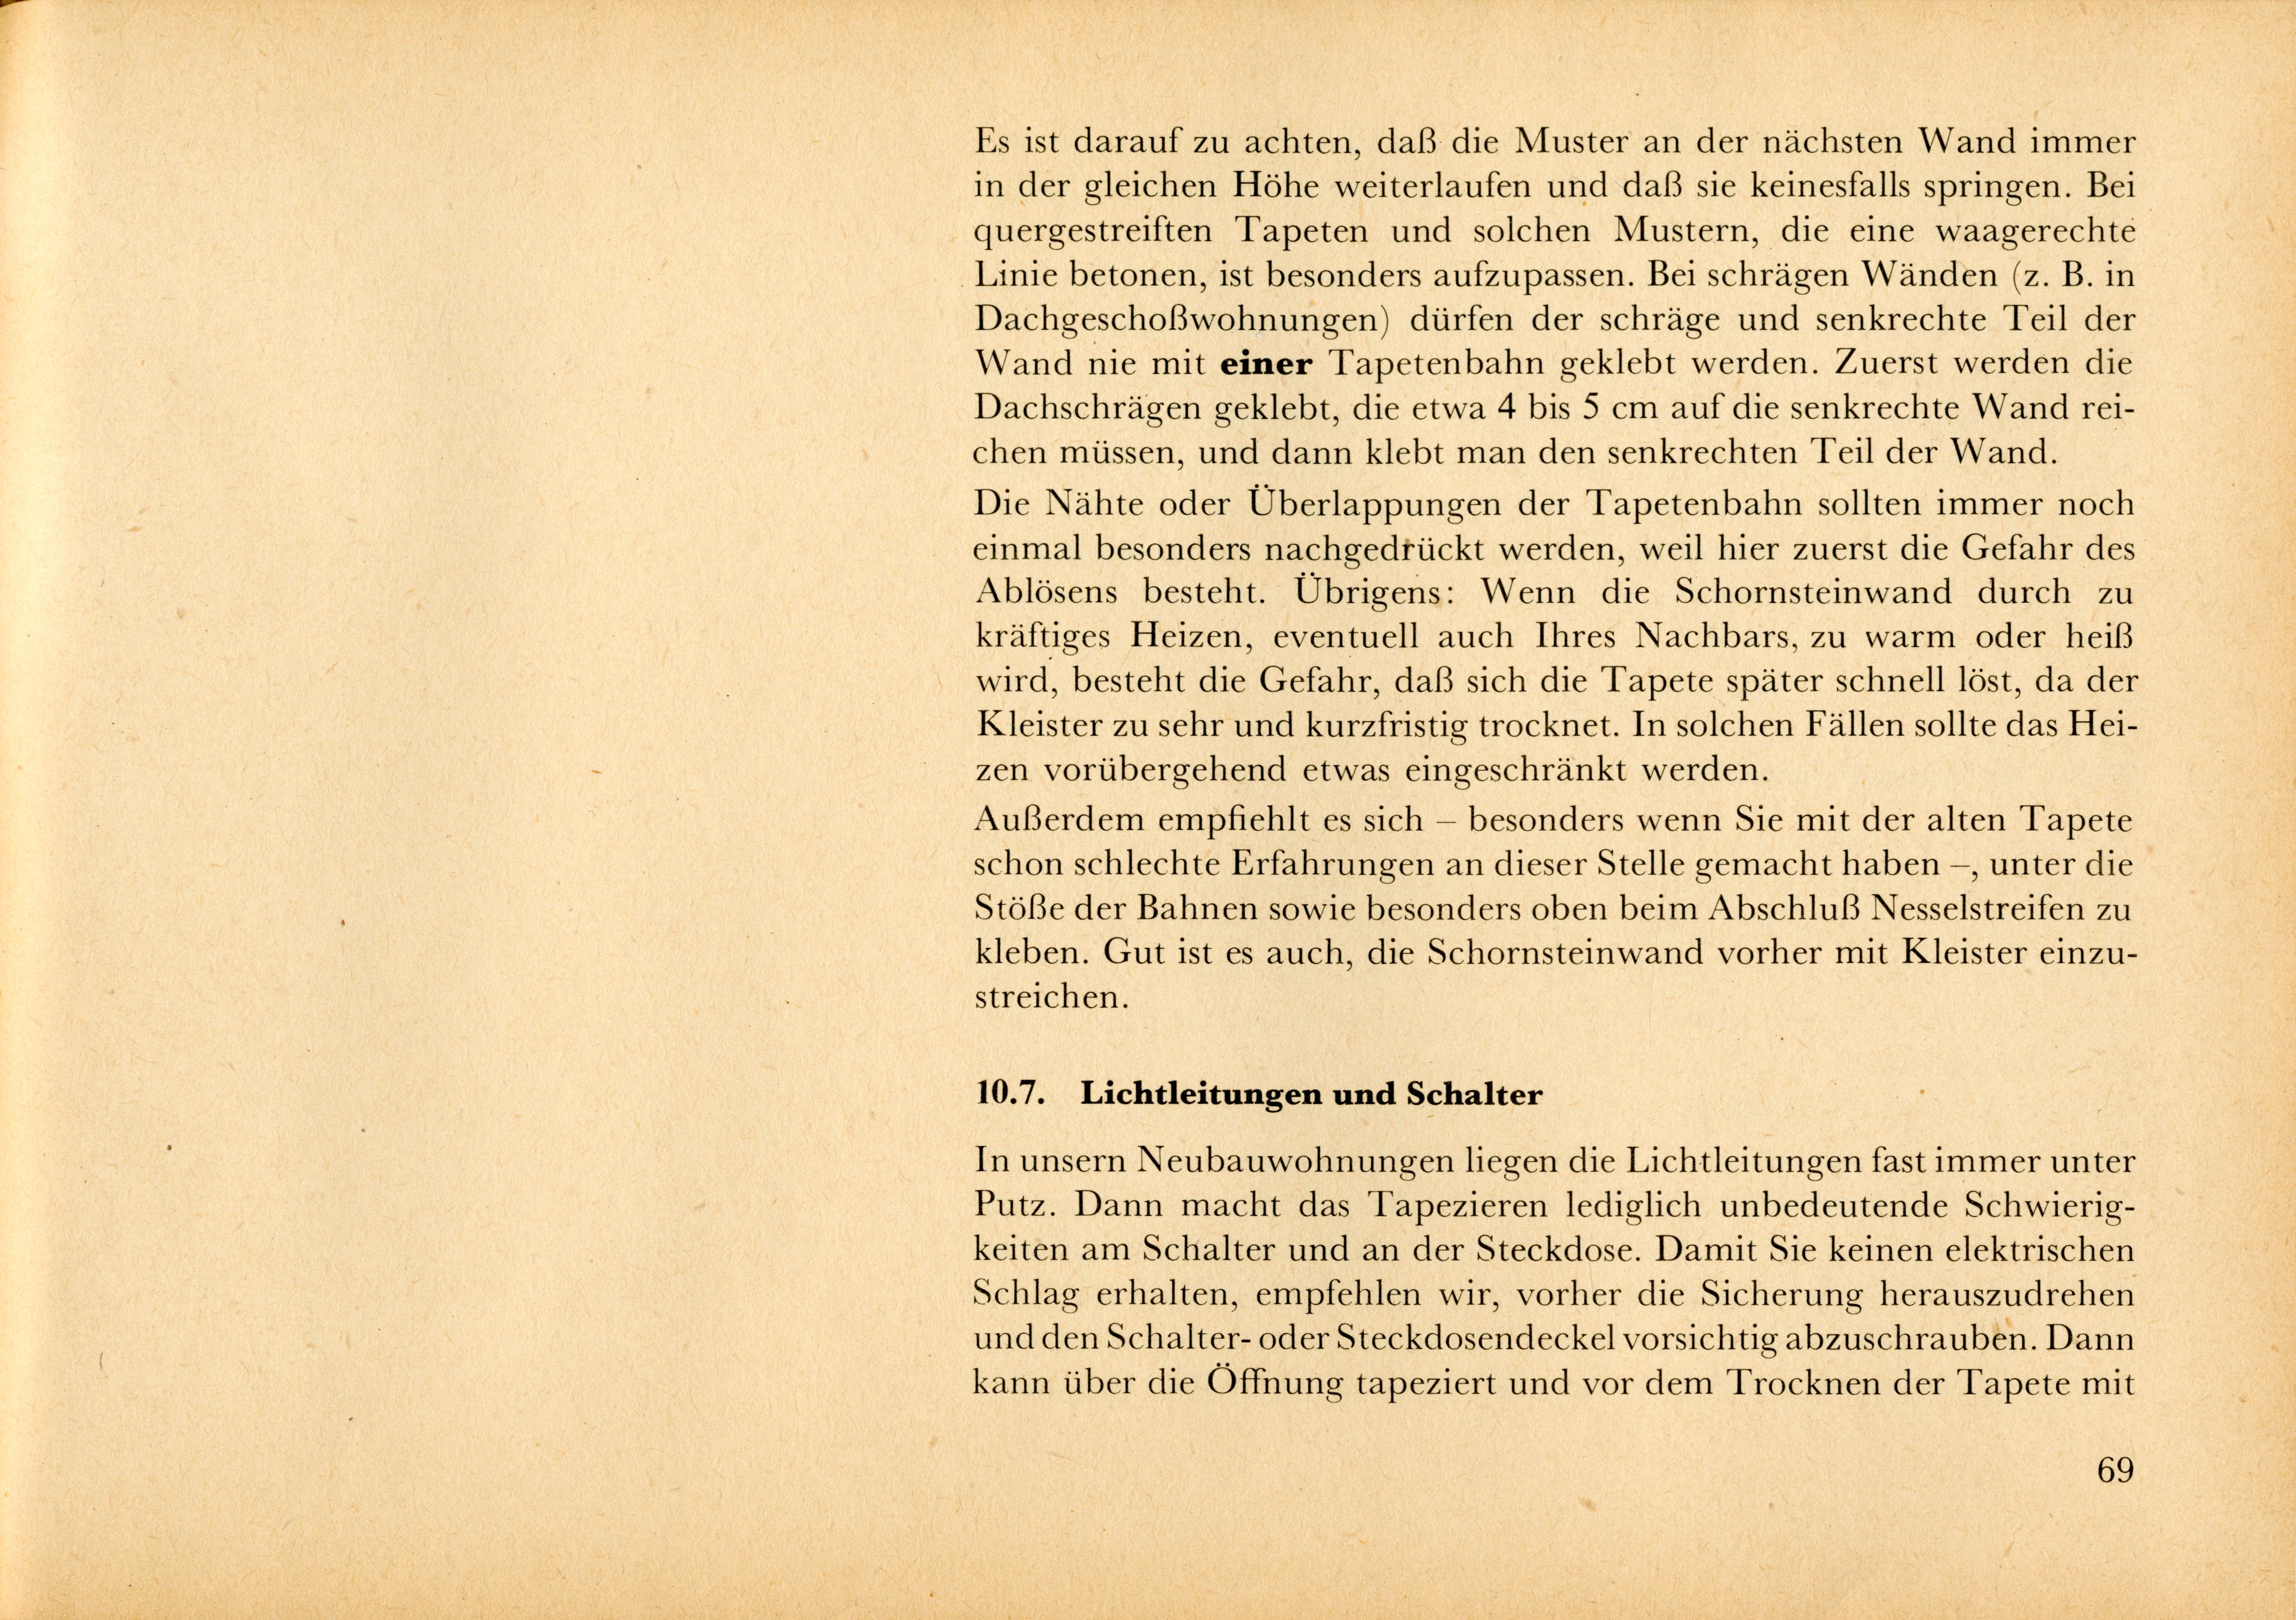 Es ist darauf zu achten, daß die Muster an der nächsten Wand immer
in der gleichen Höhe weiterlaufen und daß sie keinesfalls springen. Bei
quergestreiften Tapeten und solchen Mustern, die eine waagerechte
Linie betonen, ist besonders aufzupassen. Bei schrägen Wänden (z. B. in
Dachgeschoßwohnungen) dürfen der schräge und senkrechte Teil der
Wand nie mit einer Tapetenbahn geklebt werden. Zuerst werden die
Dachschrägen geklebt, die etwa 4 bis 5 cm auf die senkrechte Wand rei-
chen müssen, und dann klebt man den senkrechten Teil der Wand.
Die Nähte oder Überlappungen der Tapetenbahn sollten immer noch
einmal besonders nachgedrückt werden, weil hier zuerst die Gefahr des
Ablösens besteht. Übrigens: Wenn die Schornsteinwand durch zu
kräftiges Heizen, eventuell auch Ihres Nachbars, zu warm oder heiß
wird, besteht die Gefahr, daß sich die Tapete später schnell löst, da der
Kleister zu sehr und kurzfristig trocknet. In solchen Fällen sollte das Hei-
zen vorübergehend etwas eingeschränkt werden.
Außerdem empfiehlt es sich – besonders wenn Sie mit der alten Tapete
schon schlechte Erfahrungen an dieser Stelle gemacht haben –, unter die
Stöße der Bahnen sowie besonders oben beim Abschluß Nesselstreifen zu
kleben. Gut ist es auch, die Schornsteinwand vorher mit Kleister einzu-
streichen.
10.7. Lichtleitungen und Schalter
In unsern Neubauwohnungen liegen die Lichtleitungen fast immer unter
Putz. Dann macht das Tapezieren lediglich unbedeutende Schwierig-
keiten am Schalter und an der Steckdose. Damit Sie keinen elektrischen
Schlag erhalten, empfehlen wir, vorher die Sicherung herauszudrehen
und den Schalter- oder Steckdosendeckel vorsichtig abzuschrauben. Dann
kann über die Öffnung tapeziert und vor dem Trocknen der Tapete mit
69